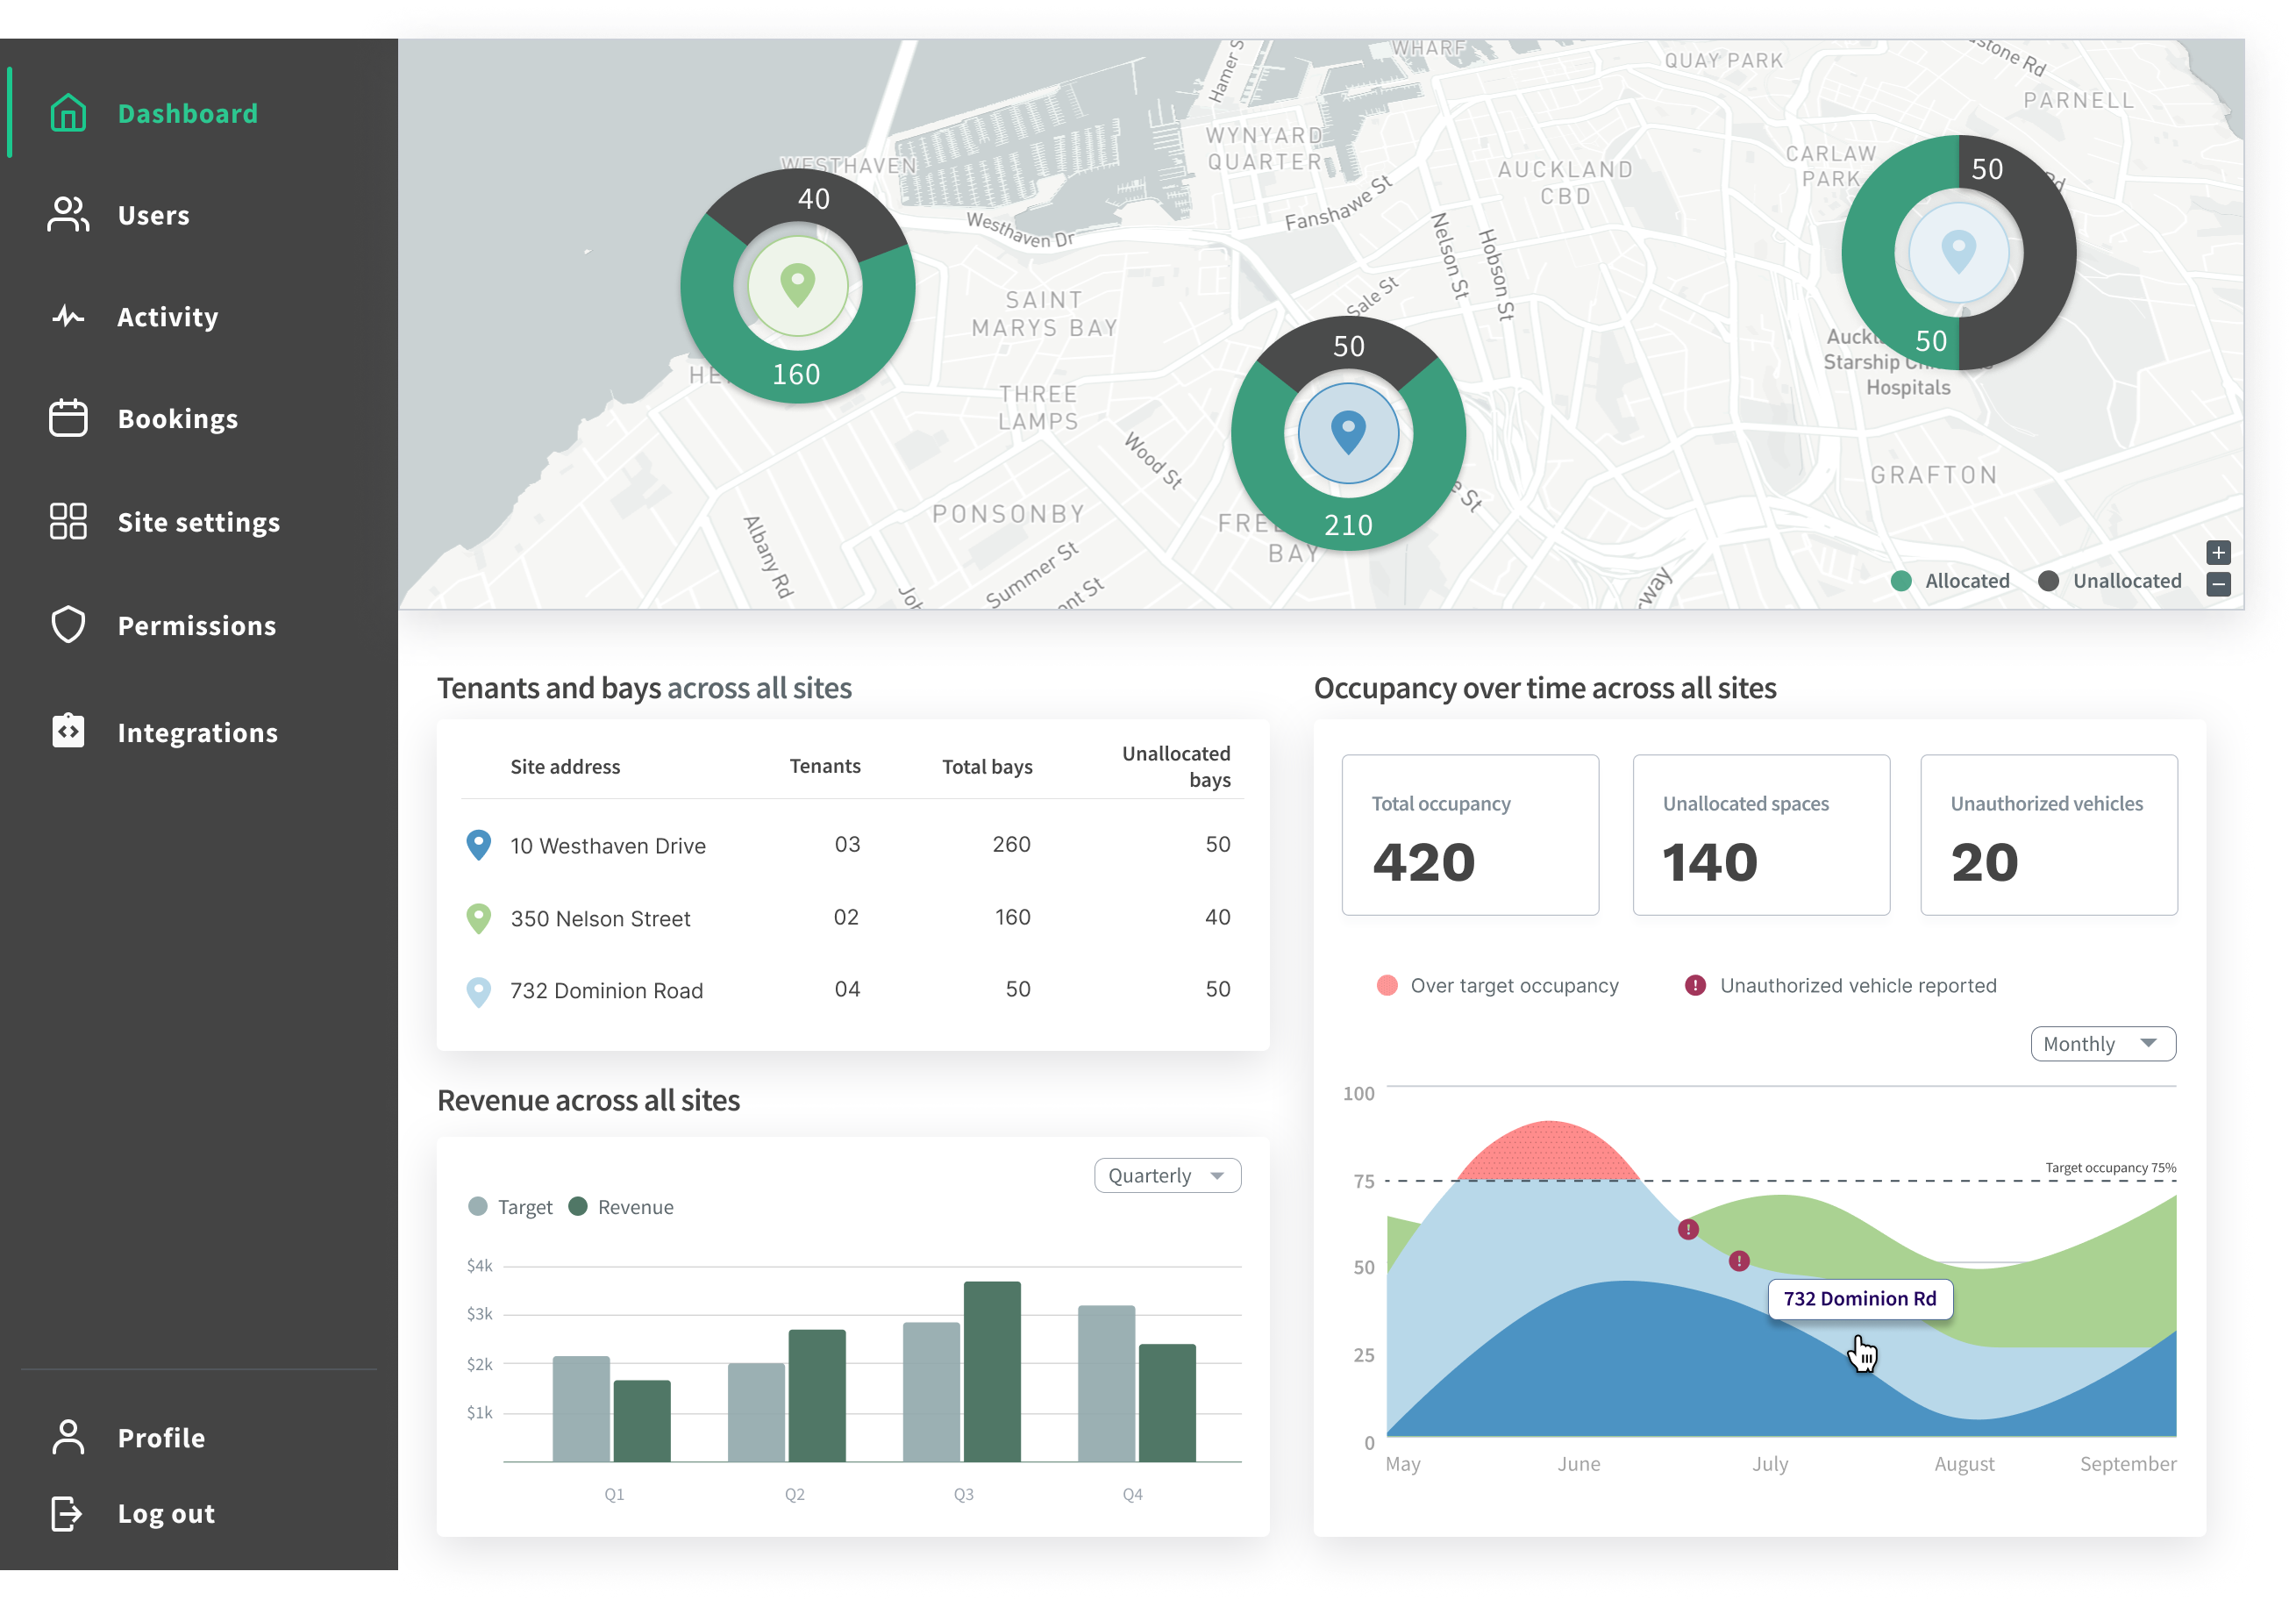 Dashboard
Users
Activity
Bookings
Site settings
Permissions
Integrations
Profile
Log out
WHARF
Hamer S
QUAY PARK
stone Rd
PARNELL
WYNYARD
QUARTER
AUCKLAND
CBD
CARLAW
PARK
50
Rd
WESTHAVEN
40
Westhaven Dr
Fanshawe St
Nelson St
Hobson St
SAINT
MARYS BAY
Sale St
50
50
Starship
Hospitals
160
THREE
LAMPS
Wood St
e St
GRAFTON
PONSONBY
210
BAY
Albany Rd
Summer St
ont St
rway
Allocated
Unallocated
+
−
Tenants and bays across all sites
Site address Tenants Total bays Unallocated
bays
10 Westhaven Drive 03 260 50
350 Nelson Street 02 160 40
732 Dominion Road 04 50 50
Revenue across all sites
Quarterly
Target Revenue
$4k
$3k
$2k
$1k
Q1 Q2 Q3 Q4
Occupancy over time across all sites
Total occupancy
420
Unallocated spaces
140
Unauthorized vehicles
20
Over target occupancy
! Unauthorized vehicle reported
Monthly
100
Target occupancy 75%
75
!
!
50
732 Dominion Rd
25
0
May June July August September